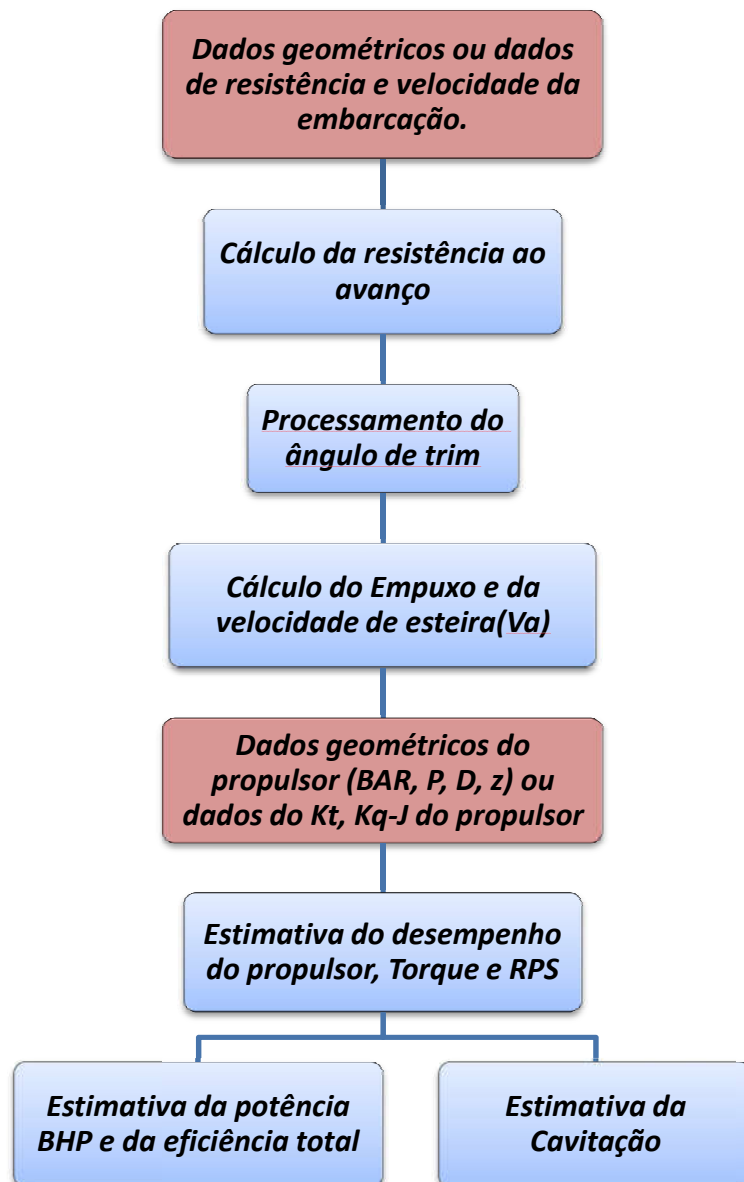 Dados geométricos ou dados
de resistência e velocidade da
embarcação.
Cálculo da resistência ao
avanço
Processamento do
ângulo de trim
Cálculo do Empuxo e da
velocidade de esteira(Va)
Dados geométricos do
propulsor (BAR, P, D, z) ou
dados do Kt, Kq-J do propulsor
Estimativa do desempenho
do propulsor, Torque e RPS
Estimativa da potência
BHP e da eficiência total
Estimativa da
Cavitação